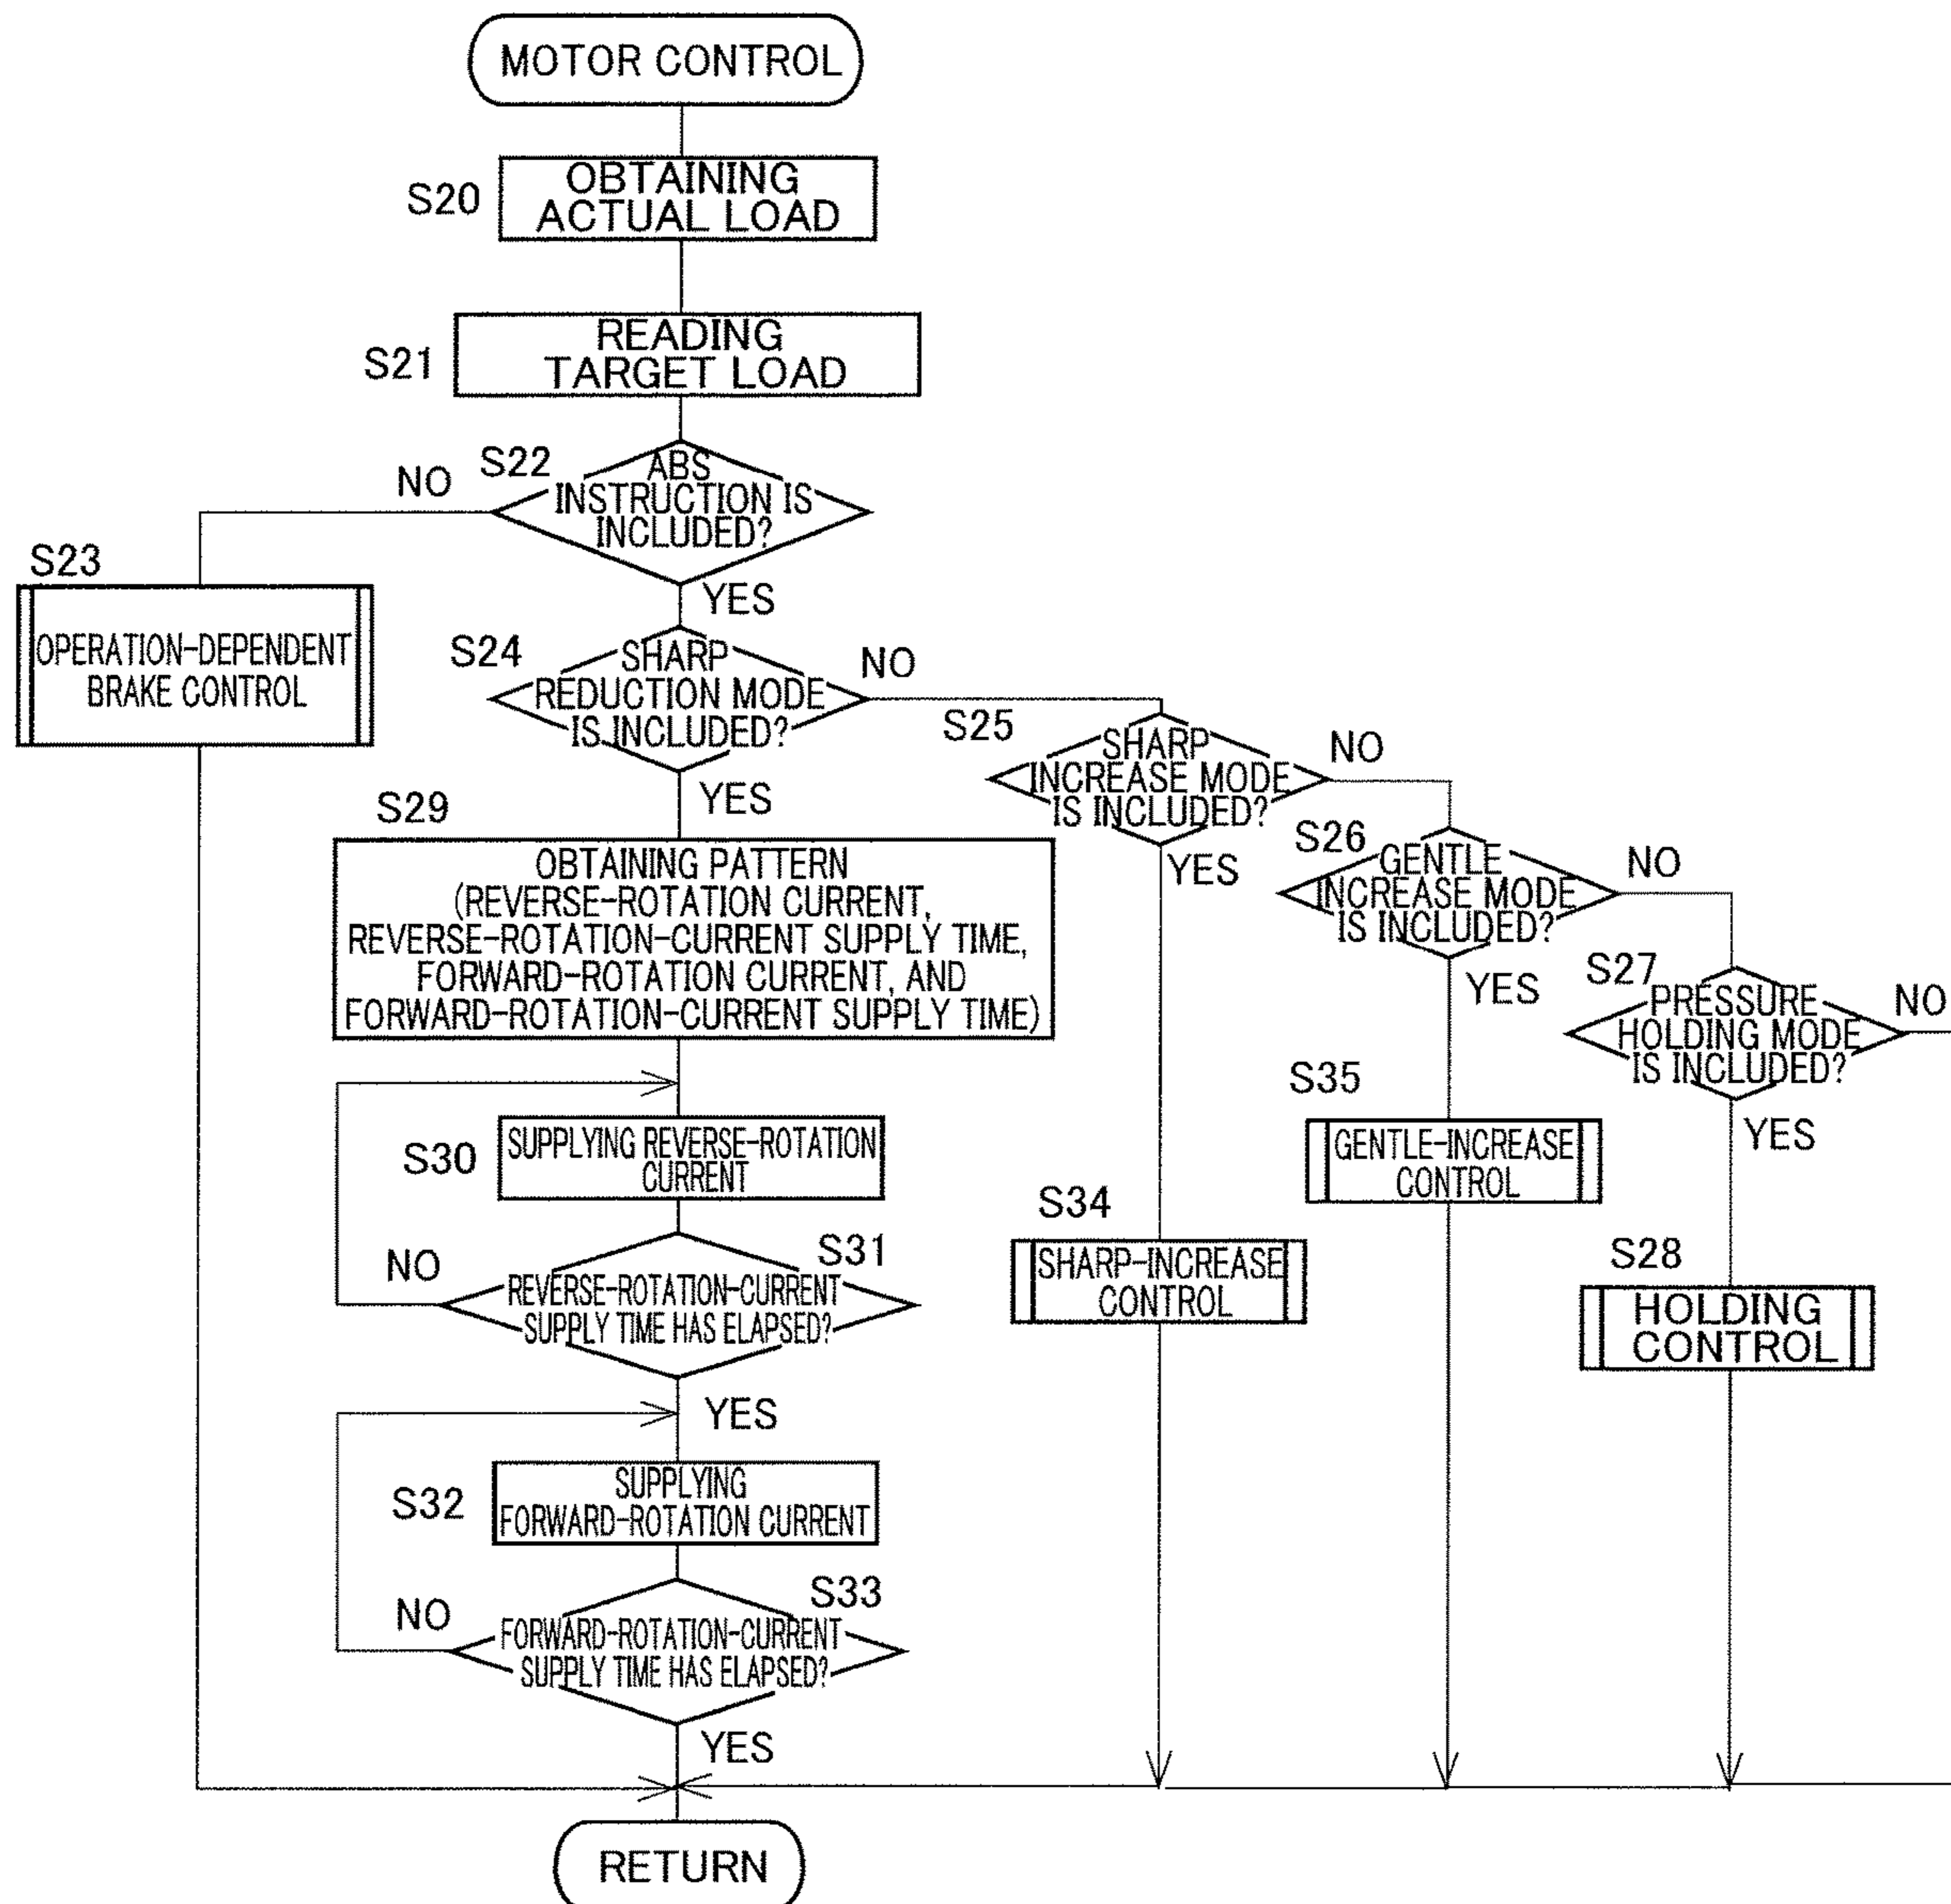 MOTOR CONTROL
S20
OBTAINING
ACTUAL LOAD
S21
READING
TARGET LOAD
S22
NO
ABS
INSTRUCTION IS
INCLUDED?
YES
S23
OPERATION-DEPENDENT
BRAKE CONTROL
S24
SHARP
REDUCTION MODE
IS INCLUDED?
NO
YES
S25
SHARP
INCREASE MODE
IS INCLUDED?
NO
YES
S26
GENTLE
INCREASE MODE
IS INCLUDED?
NO
YES
S27
PRESSURE
HOLDING MODE
IS INCLUDED?
NO
YES
S29
OBTAINING PATTERN
(REVERSE-ROTATION CURRENT,
REVERSE-ROTATION-CURRENT SUPPLY TIME,
FORWARD-ROTATION CURRENT, AND
FORWARD-ROTATION-CURRENT SUPPLY TIME)
S30
SUPPLYING REVERSE-ROTATION
CURRENT
S31
NO
REVERSE-ROTATION-CURRENT
SUPPLY TIME HAS ELAPSED?
YES
S32
SUPPLYING
FORWARD-ROTATION CURRENT
S33
NO
FORWARD-ROTATION-CURRENT
SUPPLY TIME HAS ELAPSED?
YES
S34
SHARP-INCREASE
CONTROL
S35
GENTLE-INCREASE
CONTROL
S28
HOLDING
CONTROL
RETURN